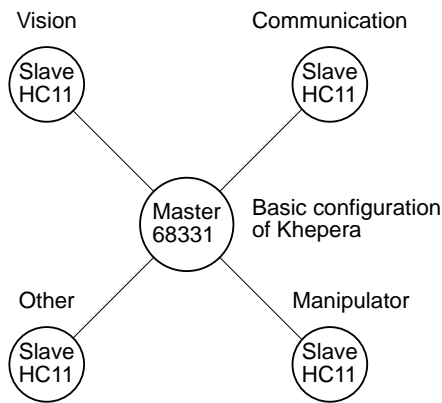 Vision
Communication
Slave
HC11
Slave
HC11
Master
68331
Basic configuration
of Khepera
Other
Manipulator
Slave
HC11
Slave
HC11